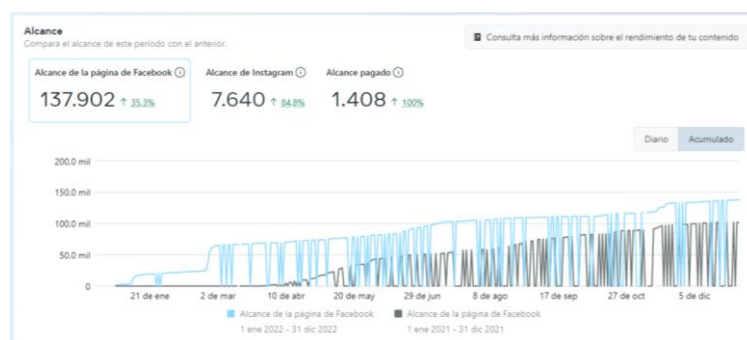 Alcance
Compara el alcance de este período con el anterior.
Consulta más información sobre el rendimiento de tu contenido
Alcance de la página de Facebook
Alcance de Instagram
Alcance pagado
137.902 ↑ 35.3%
7.640 ↑ 84.8%
1.408 ↑ 100%
Diario
Acumulado
200.0 mil
150.0 mil
100.0 mil
50.0 mil
0
21 de ene
2 de mar
10 de abr
20 de may
29 de jun
8 de ago
17 de sep
27 de oct
5 de dic
Alcance de la página de Facebook
1 ene 2022 - 31 dic 2022
Alcance de la página de Facebook
1 ene 2021 - 31 dic 2021